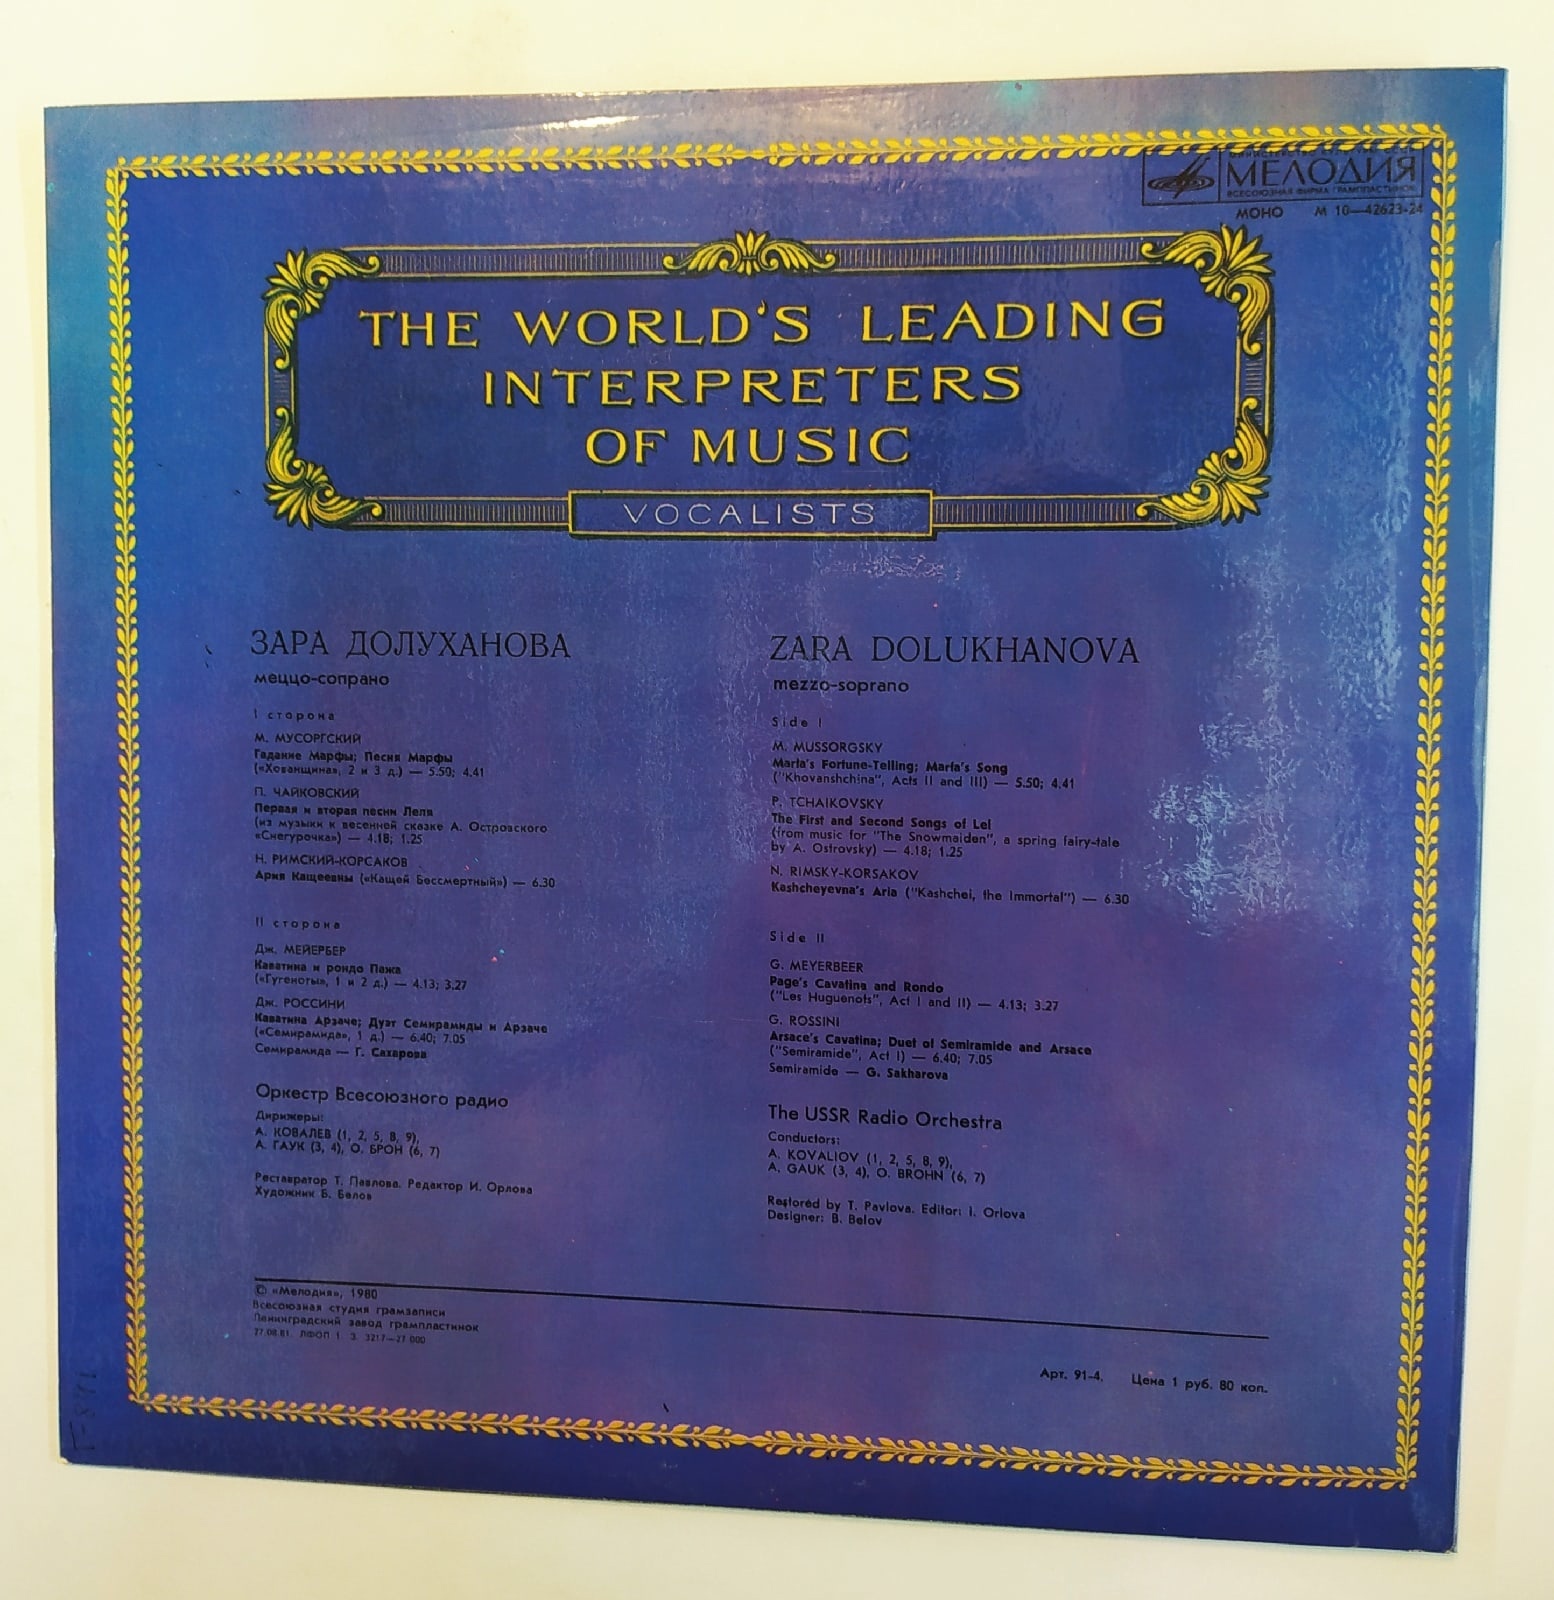 МИНИСТЕРСТВО КУЛЬТУРЫ СССР
МЕЛОДИЯ
ВСЕСОЮЗНАЯ ФИРМА ГРАМПЛАСТИНОК
МОНО М 10—42623-24
THE WORLD'S LEADING
INTERPRETERS
OF MUSIC
VOCALISTS
ЗАРА ДОЛУХАНОВА
меццо-сопрано
I сторона
М. МУСОРГСКИЙ
Гадание Марфы; Песня Марфы
(«Хованщина», 2 и 3 д.) — 5.50; 4.41
П. ЧАЙКОВСКИЙ
Первая и вторая песни Леля
(из музыки к весенней сказке А. Островского
«Снегурочка») — 4.18; 1.25
Н. РИМСКИЙ-КОРСАКОВ
Ария Кащеевны («Кащей Бессмертный») — 6.30
II сторона
Дж. МЕЙЕРБЕР
Каватина и рондо Пажа
(«Гугеноты», 1 и 2 д.) — 4.13; 3.27
Дж. РОССИНИ
Каватина Арзаче; Дуэт Семирамиды и Арзаче
(«Семирамида», 1 д.) — 6.40; 7.05
Семирамида — Г. Сахарова
Оркестр Всесоюзного радио
Дирижеры:
А. КОВАЛЕВ (1, 2, 5, 8, 9),
А. ГАУК (3, 4), О. БРОН (6, 7)
Реставратор Т. Павлова. Редактор И. Орлова
Художник Б. Белов
ZARA DOLUKHANOVA
mezzo-soprano
Side I
M. MUSSORGSKY
Marfa's Fortune-Telling; Marfa's Song
("Khovanshchina", Acts II and III) — 5.50; 4.41
P. TCHAIKOVSKY
The First and Second Songs of Lel
(from music for "The Snowmaiden", a spring fairy-tale
by A. Ostrovsky) — 4.18; 1.25
N. RIMSKY-KORSAKOV
Kashcheyevna's Aria ("Kashchei, the Immortal") — 6.30
Side II
G. MEYERBEER
Page's Cavatina and Rondo
("Les Huguenots", Act I and II) — 4.13; 3.27
G. ROSSINI
Arsace's Cavatina; Duet of Semiramide and Arsace
("Semiramide", Act I) — 6.40; 7.05
Semiramide — G. Sakharova
The USSR Radio Orchestra
Conductors:
A. KOVALIOV (1, 2, 5, 8, 9),
A. GAUK (3, 4), O. BROHN (6, 7)
Restored by T. Pavlova. Editor: I. Orlova
Designer: B. Belov
© «Мелодия», 1980
Всесоюзная студия грамзаписи
Ленинградский завод грампластинок
27.08.81. ЛФОП 1 З. 3217—27 000
Арт. 91-4. Цена 1 руб. 80 коп.